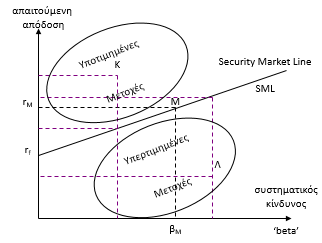 απαιτούμενη
απόδοση
Υποτιμημένες
Κ
Μετοχές
Security Market Line
SML
r_M
M
r_f
Υπερτιμημένες
Λ
Μετοχές
συστηματικός
κίνδυνος
β_M
'beta'